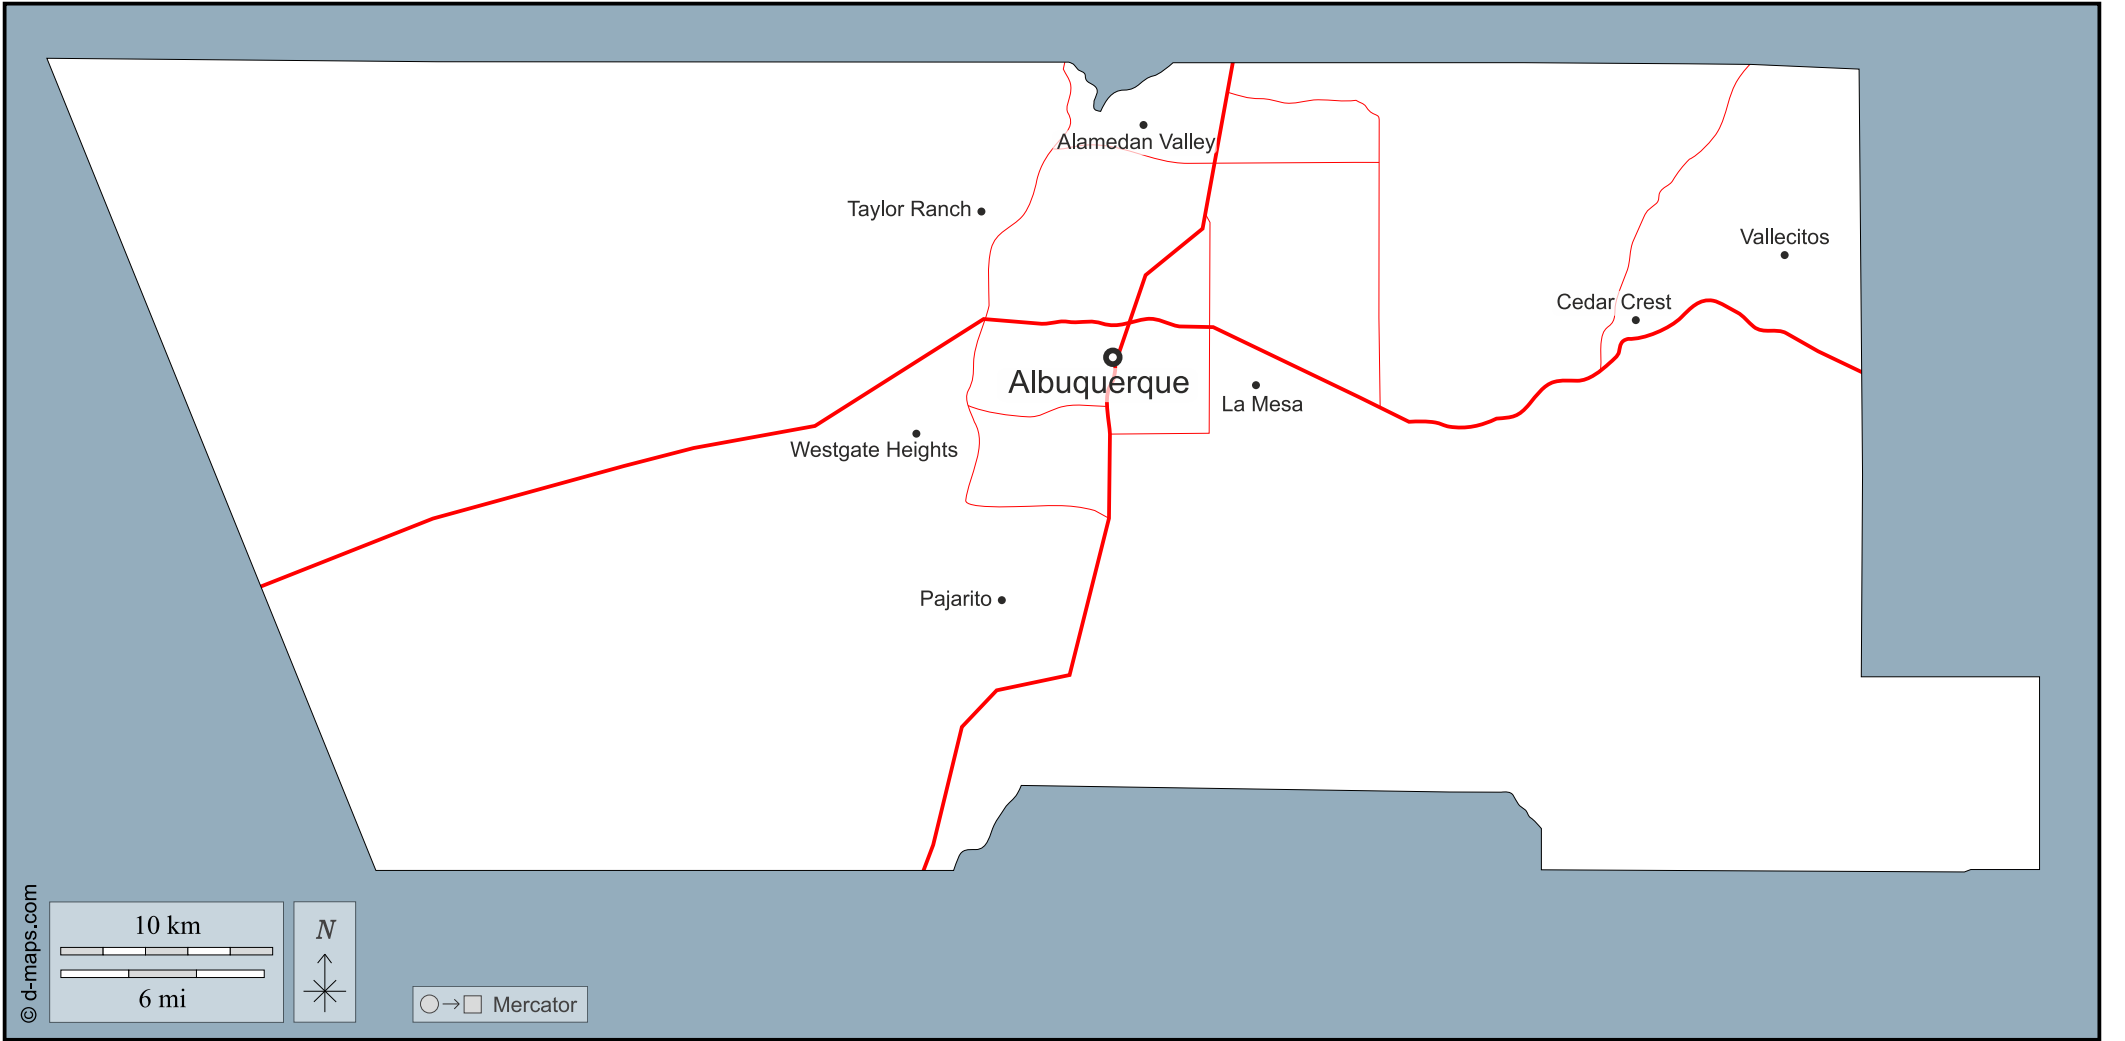 Alamedan Valley
Taylor Ranch
Vallecitos
Cedar Crest
Albuquerque
La Mesa
Westgate Heights
Pajarito
© d-maps.com
10 km
6 mi
N
Mercator